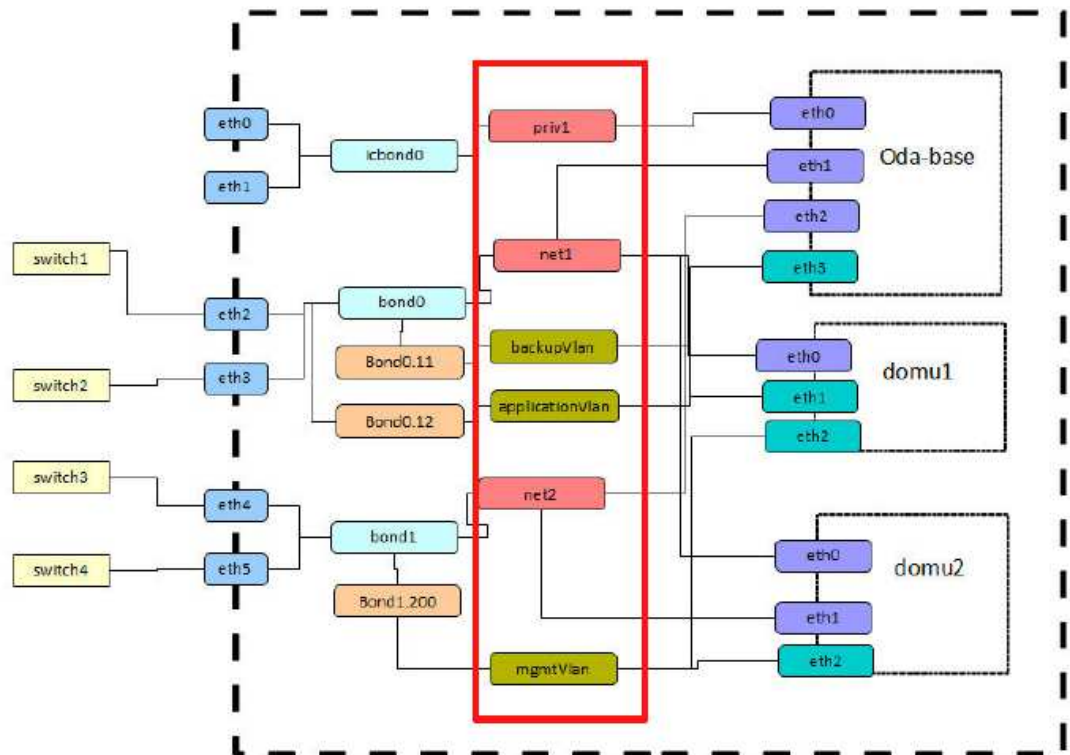 eth0
icbond0
eth1
switch1
eth2
bond0
switch2
eth3
Bond0.11
Bond0.12
switch3
eth4
bond1
switch4
eth5
Bond1.200
priv1
net1
backupVlan
applicationVlan
net2
mgmtVlan
eth0
Oda-base
eth1
eth2
eth3
eth0
domu1
eth1
eth2
eth0
domu2
eth1
eth2